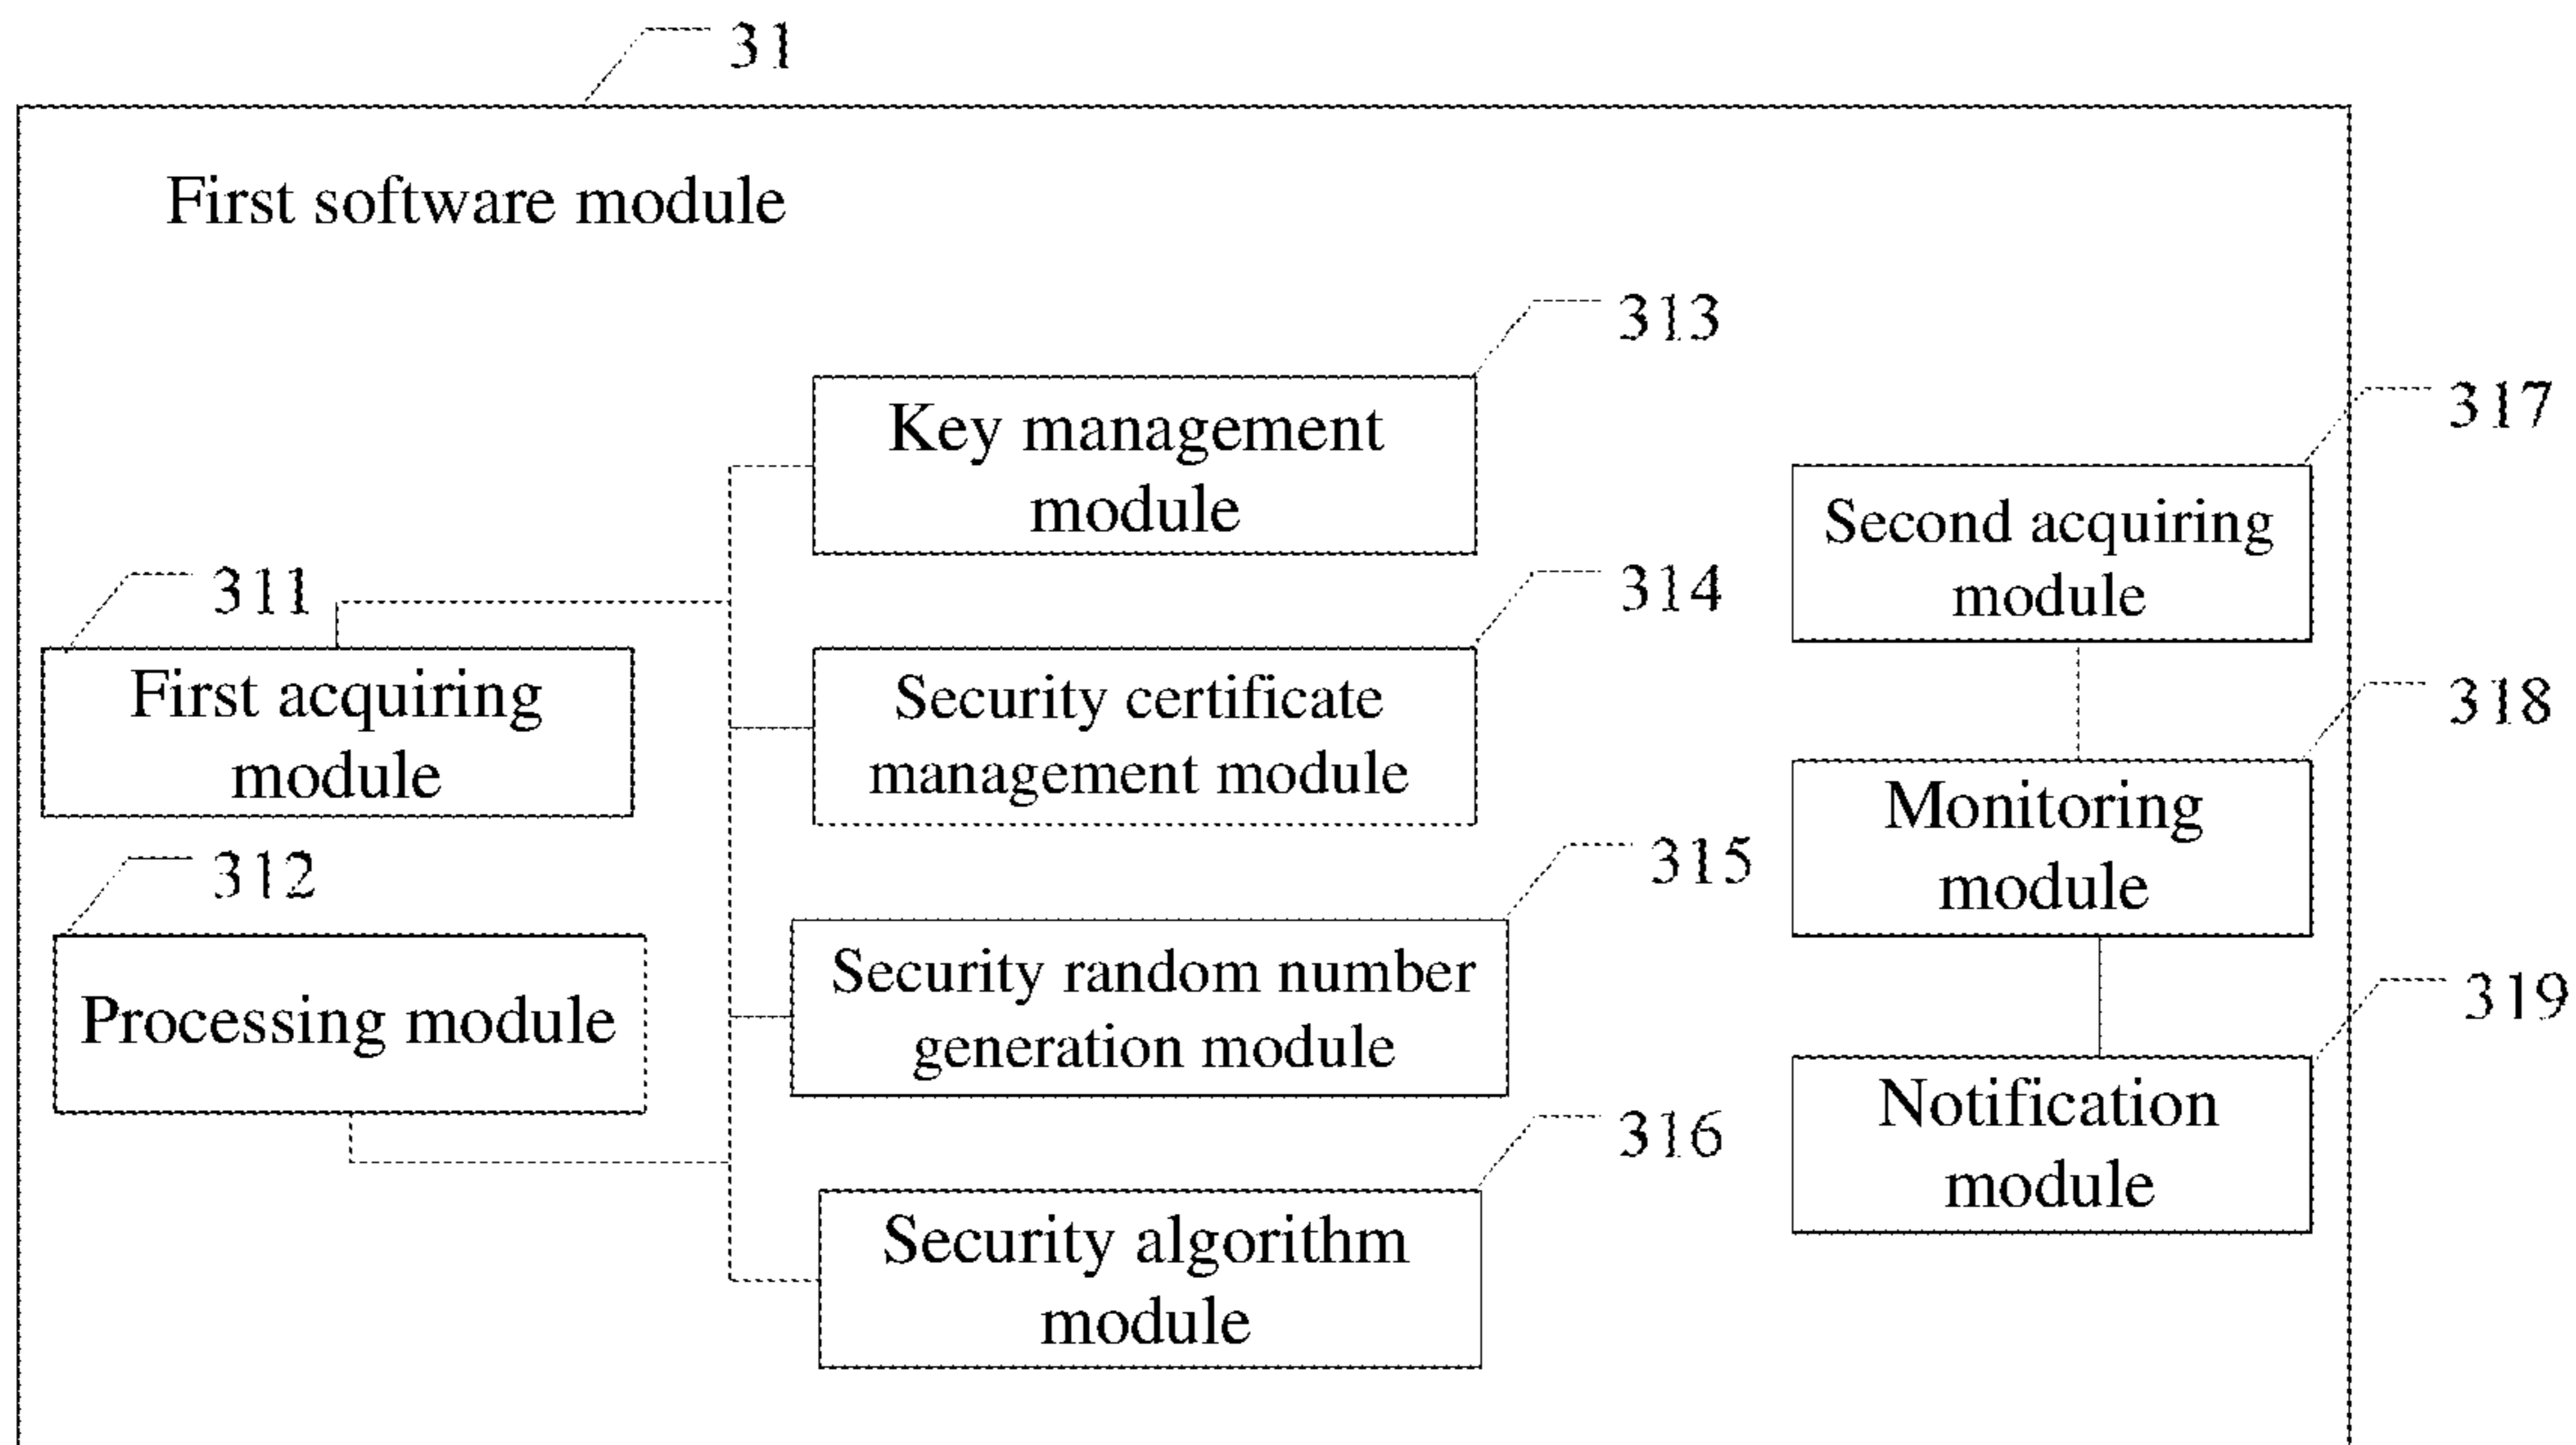 31
First software module
313
Key management
module
317
Second acquiring
module
311
First acquiring
module
314
Security certificate
management module
318
Monitoring
module
312
Processing module
315
Security random number
generation module
319
Notification
module
316
Security algorithm
module